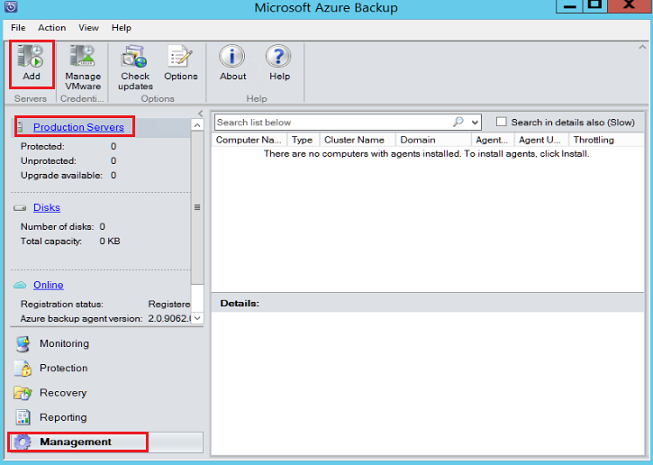 Microsoft Azure Backup
File Action View Help
Add
Manage VMware
Check updates
Options
About
Help
Servers
Credenti...
Options
Help
Production Servers
Protected: 0
Unprotected: 0
Upgrade available: 0
Disks
Number of disks: 0
Total capacity: 0 KB
Online
Registration status: Registere
Azure backup agent version: 2.0.9062.
Monitoring
Protection
Recovery
Reporting
Management
Search list below
Search in details also (Slow)
Computer Na... Type Cluster Name Domain Agent... Agent U... Throttling
There are no computers with agents installed. To install agents, click Install.
Details: